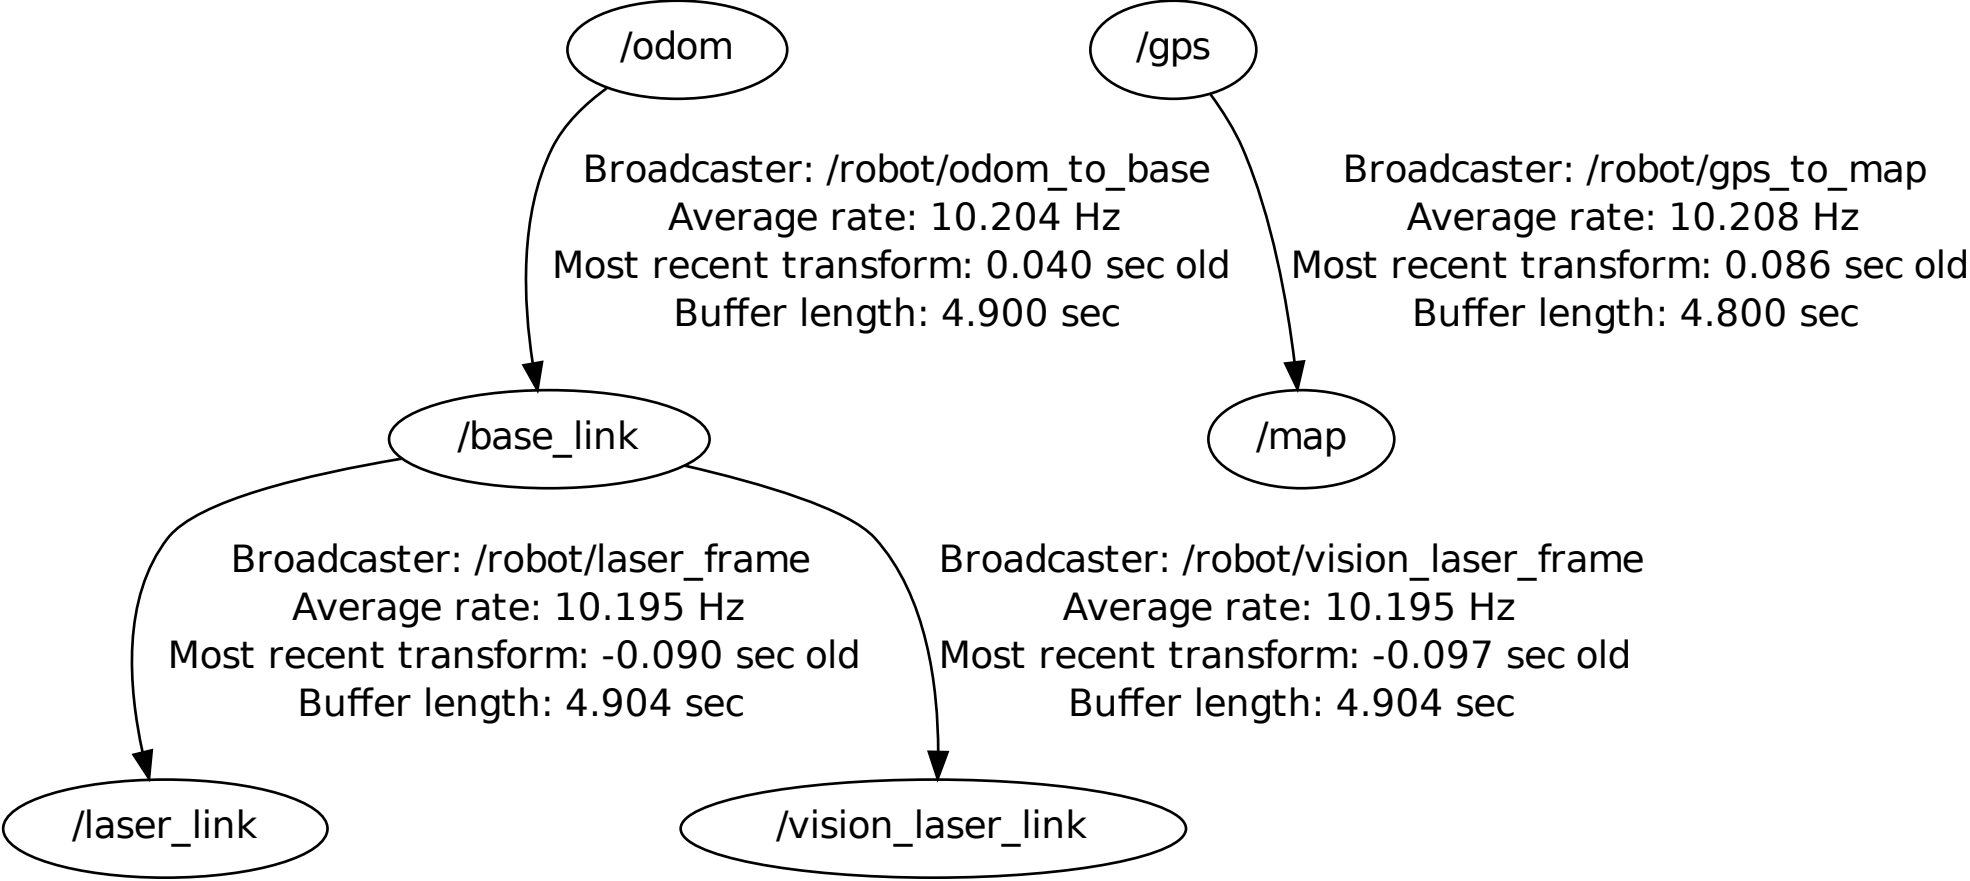 /odom
/gps
Broadcaster: /robot/odom_to_base
Average rate: 10.204 Hz
Most recent transform: 0.040 sec old
Buffer length: 4.900 sec
Broadcaster: /robot/gps_to_map
Average rate: 10.208 Hz
Most recent transform: 0.086 sec old
Buffer length: 4.800 sec
/base_link
/map
Broadcaster: /robot/laser_frame
Average rate: 10.195 Hz
Most recent transform: -0.090 sec old
Buffer length: 4.904 sec
Broadcaster: /robot/vision_laser_frame
Average rate: 10.195 Hz
Most recent transform: -0.097 sec old
Buffer length: 4.904 sec
/laser_link
/vision_laser_link